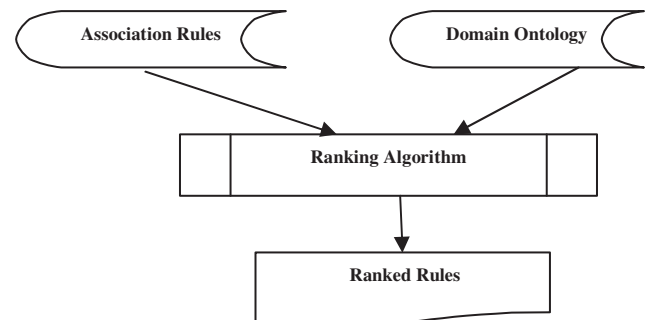 Association Rules
Domain Ontology
Ranking Algorithm
Ranked Rules